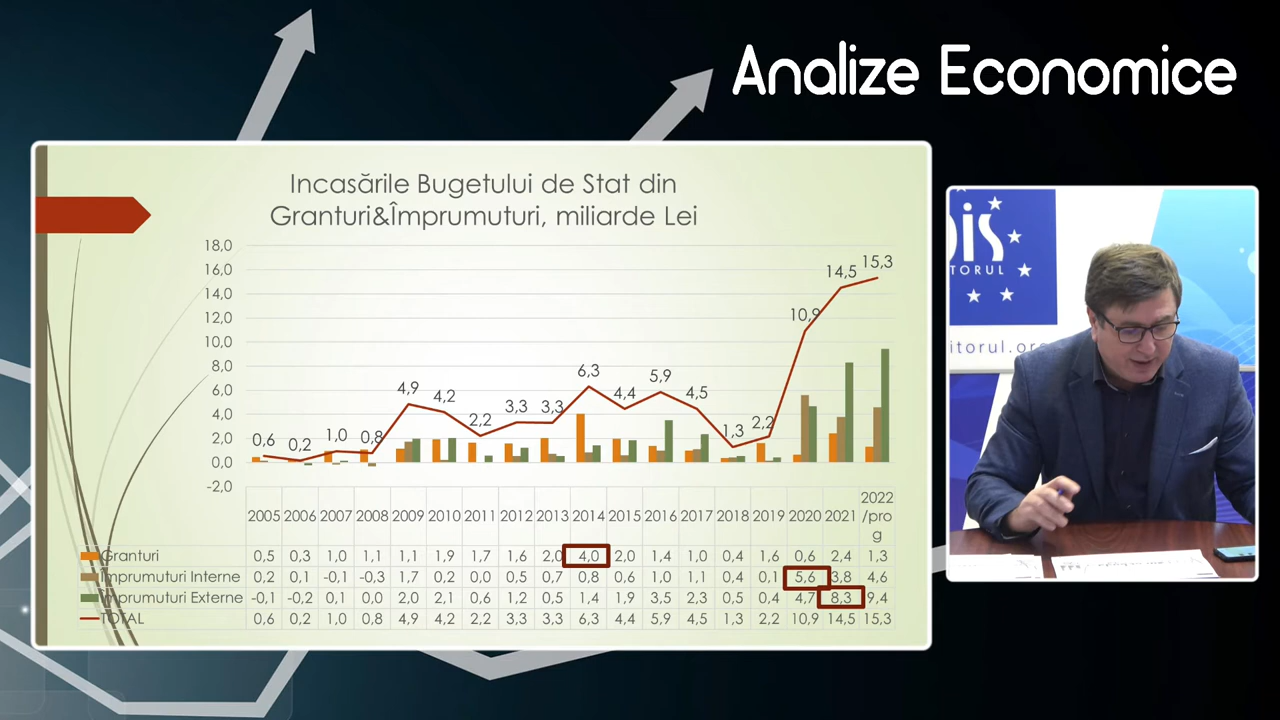 Analize Economice
Incasările Bugetului de Stat din
Granturi&Împrumuturi, miliarde Lei
18,0
16,0
14,0
12,0
10,0
8,0
6,0
4,0
2,0
0,0
-2,0
0,6 0,2 1,0 0,8 4,9 4,2 2,2 3,3 3,3 6,3 4,4 5,9 4,5 1,3 2,2 10,9 14,5 15,3
2005 2006 2007 2008 2009 2010 2011 2012 2013 2014 2015 2016 2017 2018 2019 2020 2021 2022
/pro
g
Granturi 0,5 0,3 1,0 1,1 1,1 1,9 1,7 1,6 2,0 4,0 2,0 1,4 1,0 0,4 1,6 0,6 2,4 1,3
Împrumuturi Interne 0,2 0,1 -0,1 -0,3 1,7 0,2 0,0 0,5 0,7 0,8 0,6 1,0 1,1 0,4 0,1 5,6 3,8 4,6
Împrumuturi Externe -0,1 -0,2 0,1 0,0 2,0 2,1 0,6 1,2 0,5 1,4 1,9 3,5 2,3 0,5 0,4 4,7 8,3 9,4
TOTAL 0,6 0,2 1,0 0,8 4,9 4,2 2,2 3,3 3,3 6,3 4,4 5,9 4,5 1,3 2,2 10,9 14,5 15,3
IS
TORUL
itorul.org